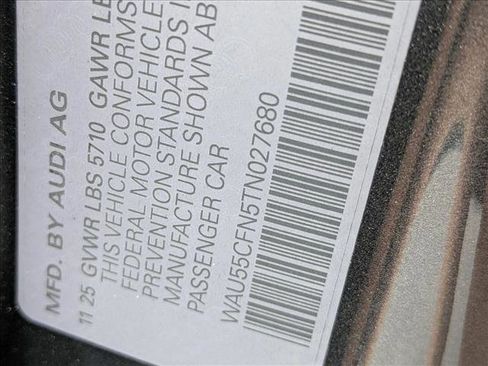 MFD. BY AUDI AG
11 25 GVWR LBS 5710 GAWR
THIS VEHICLE CONFORMS
FEDERAL MOTOR VEHICLE
PREVENTION STANDARDS
MANUFACTURE SHOWN AB
PASSENGER CAR
WAU55CFN5TN027680